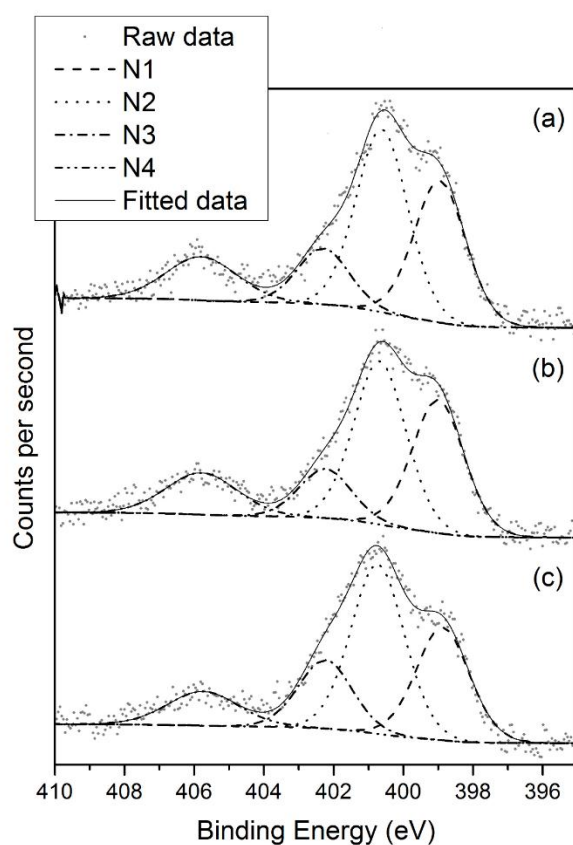 Raw data
N1
N2
N3
N4
Fitted data
(a)
(b)
(c)
Counts per second
410 408 406 404 402 400 398 396
Binding Energy (eV)